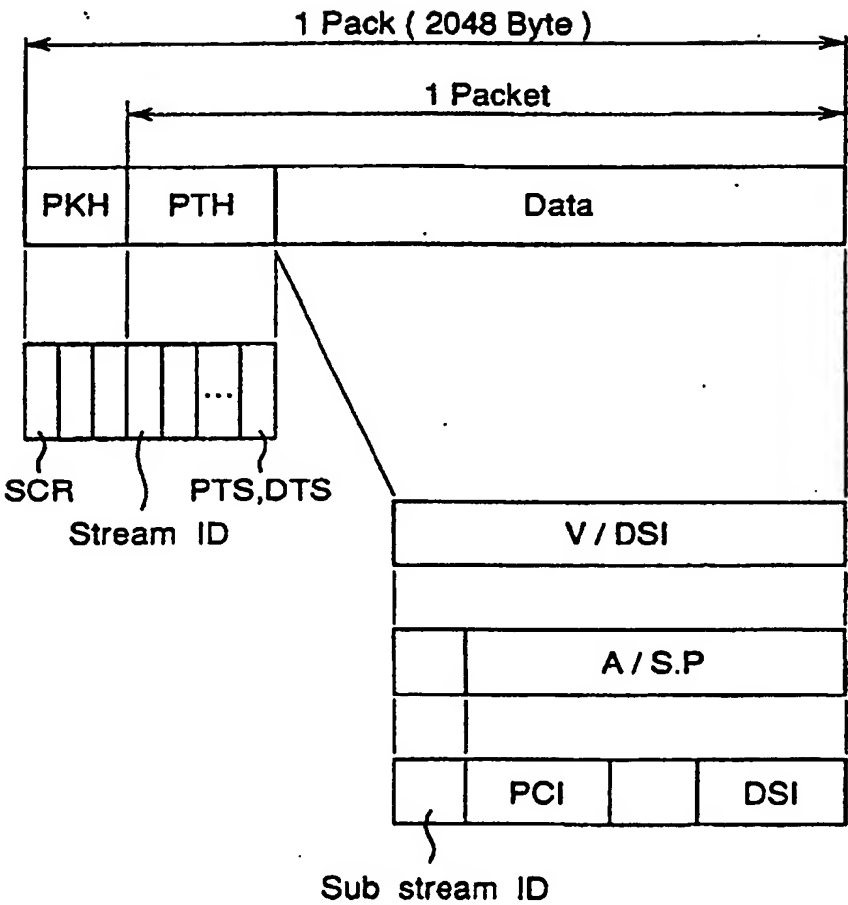 1 Pack ( 2048 Byte )
1 Packet
PKH PTH Data
...
SCR PTS,DTS
Stream ID
V / DSI
A / S.P
PCI DSI
Sub stream ID